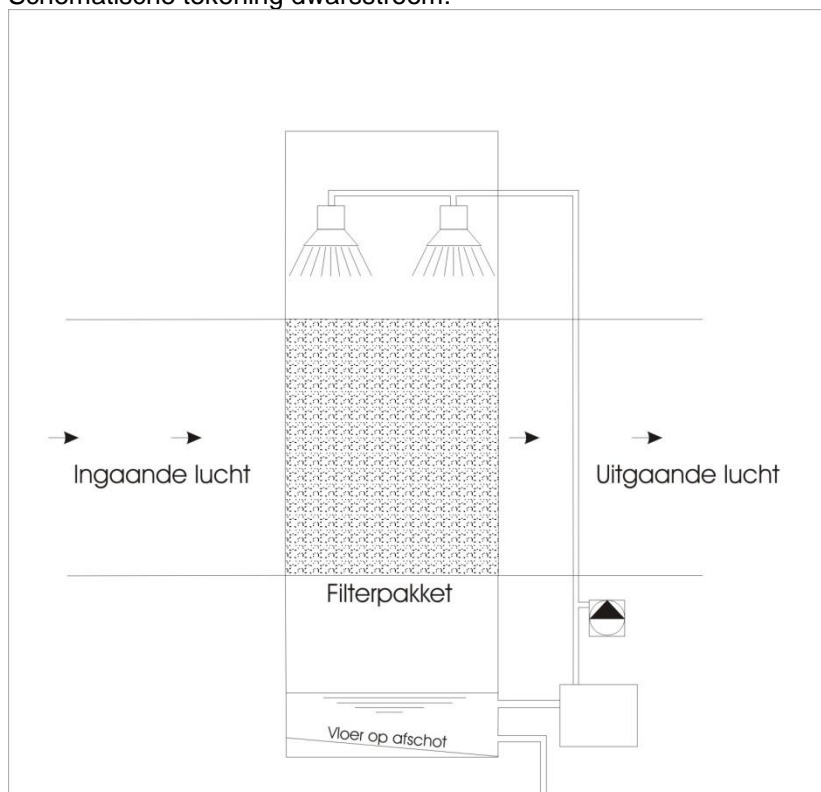 Schematische tekening dwarsstroom:
Ingaande lucht
Uitgaande lucht
Filterpakket
Vloer op afschot